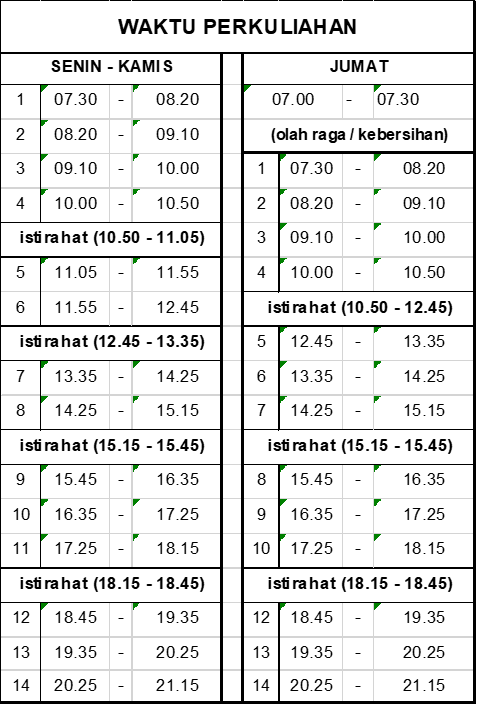 WAKTU PERKULIAHAN
SENIN - KAMIS
1 07.30 - 08.20
2 08.20 - 09.10
3 09.10 - 10.00
4 10.00 - 10.50
istirahat (10.50 - 11.05)
5 11.05 - 11.55
6 11.55 - 12.45
istirahat (12.45 - 13.35)
7 13.35 - 14.25
8 14.25 - 15.15
istirahat (15.15 - 15.45)
9 15.45 - 16.35
10 16.35 - 17.25
11 17.25 - 18.15
istirahat (18.15 - 18.45)
12 18.45 - 19.35
13 19.35 - 20.25
14 20.25 - 21.15
JUMAT
07.00 - 07.30
(olah raga / kebersihan)
1 07.30 - 08.20
2 08.20 - 09.10
3 09.10 - 10.00
4 10.00 - 10.50
istirahat (10.50 - 12.45)
5 12.45 - 13.35
6 13.35 - 14.25
7 14.25 - 15.15
istirahat (15.15 - 15.45)
8 15.45 - 16.35
9 16.35 - 17.25
10 17.25 - 18.15
istirahat (18.15 - 18.45)
12 18.45 - 19.35
13 19.35 - 20.25
14 20.25 - 21.15